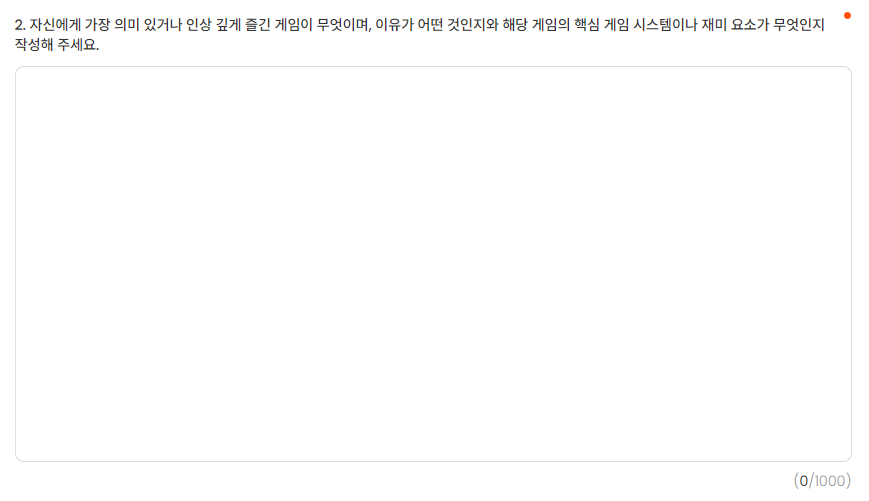 2. 자신에게 가장 의미 있거나 인상 깊게 즐긴 게임이 무엇이며, 이유가 어떤 것인지와 해당 게임의 핵심 게임 시스템이나 재미 요소가 무엇인지
작성해 주세요.
(0/1000)